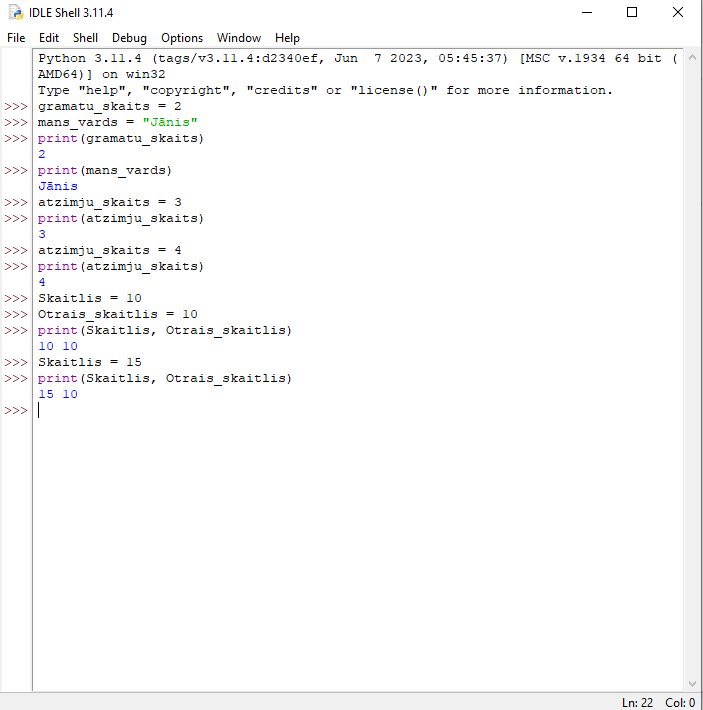 IDLE Shell 3.11.4
File Edit Shell Debug Options Window Help
Python 3.11.4 (tags/v3.11.4:d2340ef, Jun  7 2023, 05:45:37) [MSC v.1934 64 bit (
AMD64)] on win32
Type "help", "copyright", "credits" or "license()" for more information.
>>> gramatu_skaits = 2
>>> mans_vards = "Jānis"
>>> print(gramatu_skaits)
2
>>> print(mans_vards)
Jānis
>>> atzimju_skaits = 3
>>> print(atzimju_skaits)
3
>>> atzimju_skaits = 4
>>> print(atzimju_skaits)
4
>>> Skaitlis = 10
>>> Otrais_skaitlis = 10
>>> print(Skaitlis, Otrais_skaitlis)
10 10
>>> Skaitlis = 15
>>> print(Skaitlis, Otrais_skaitlis)
15 10
>>>
Ln: 22 Col: 0